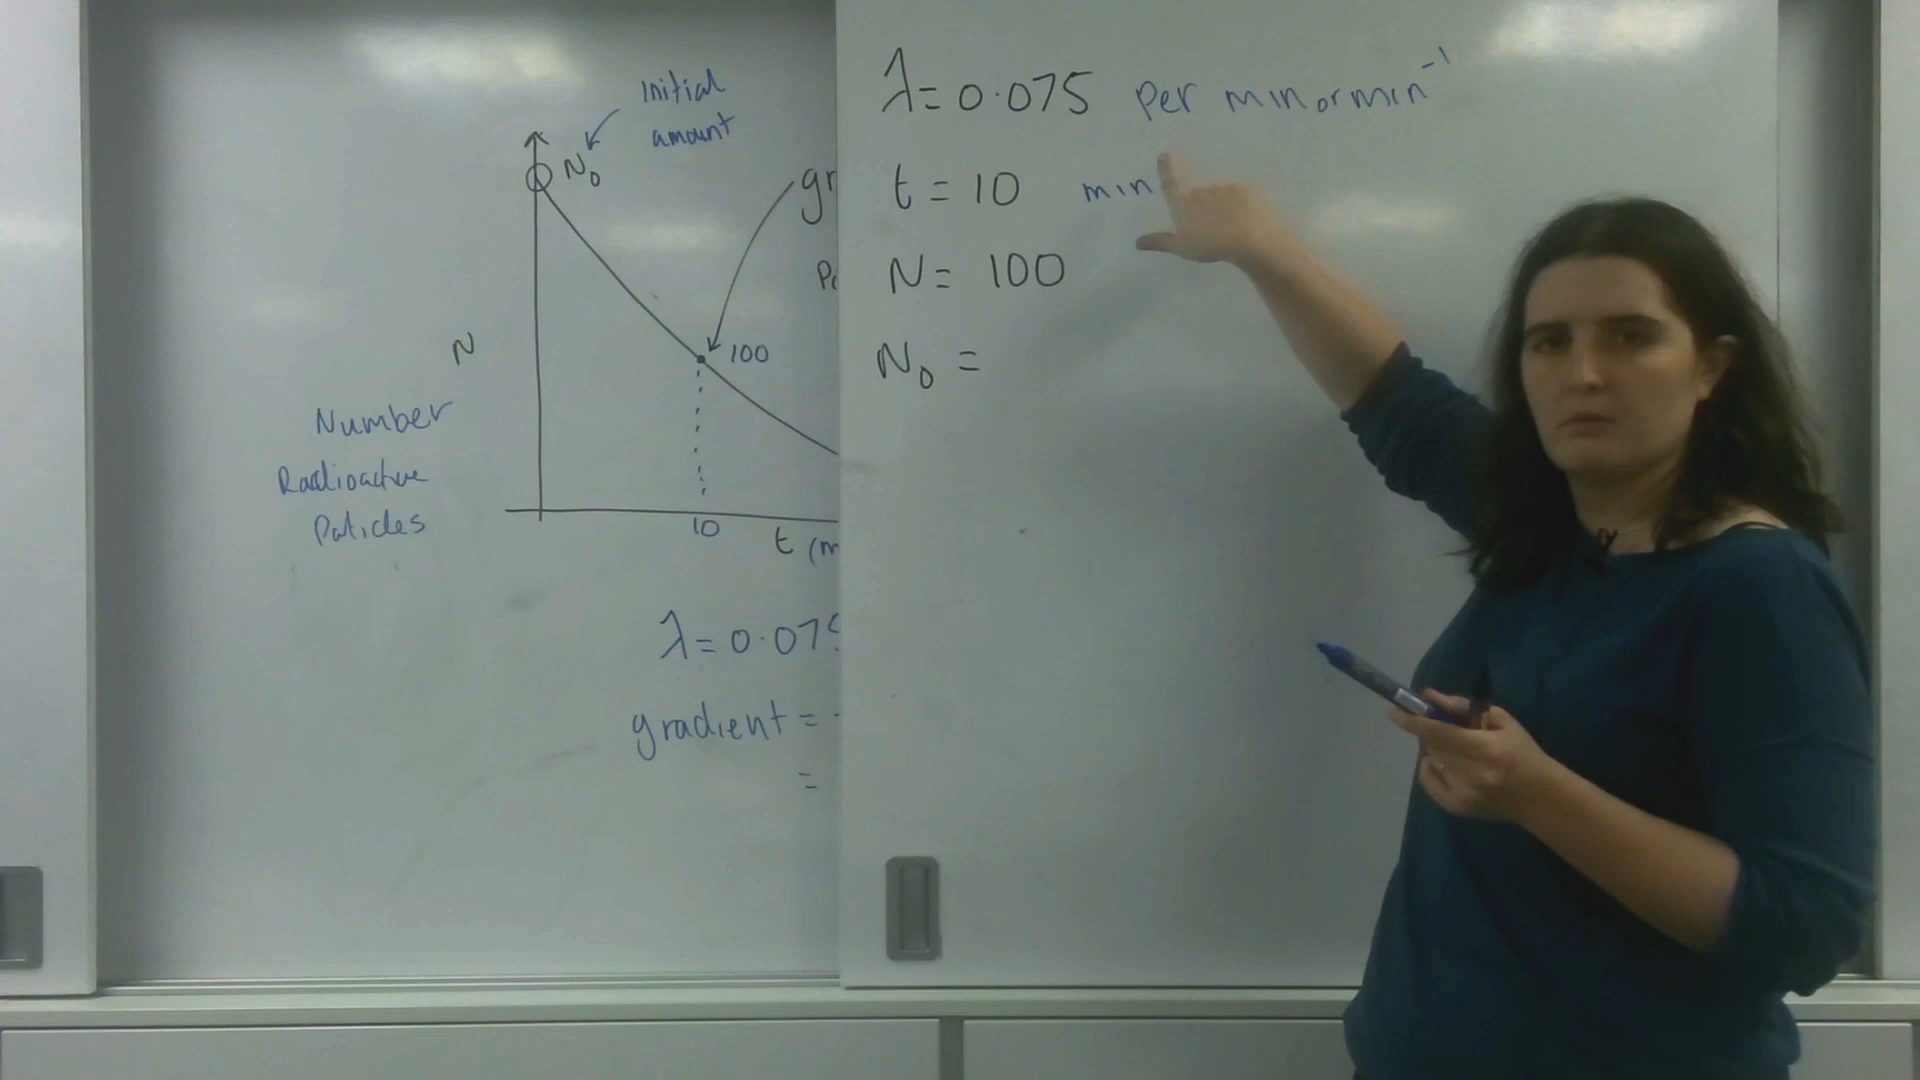 Initial
amount
N₀
gr
Pa
100
N
Number
Radioactive
Paticles
10
t (m
λ = 0.075
gradient = -
=
λ = 0.075 per min or min⁻¹
t = 10 min
N = 100
N₀ =